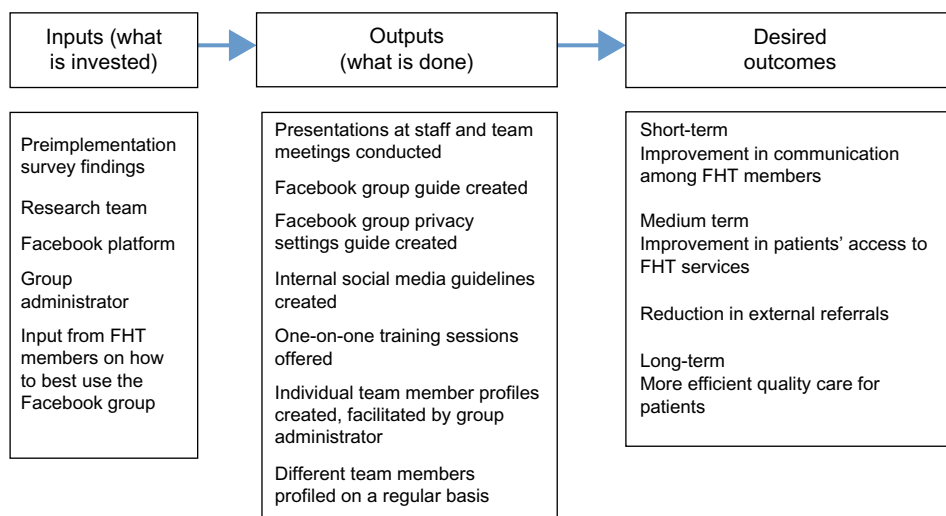 Inputs (what
is invested)
Outputs
(what is done)
Desired
outcomes
Preimplementation
survey findings
Research team
Facebook platform
Group
administrator
Input from FHT
members on how
to best use the
Facebook group
Presentations at staff and team
meetings conducted
Facebook group guide created
Facebook group privacy
settings guide created
Internal social media guidelines
created
One-on-one training sessions
offered
Individual team member profiles
created, facilitated by group
administrator
Different team members
profiled on a regular basis
Short-term
Improvement in communication
among FHT members
Medium term
Improvement in patients’ access to
FHT services
Reduction in external referrals
Long-term
More efficient quality care for
patients